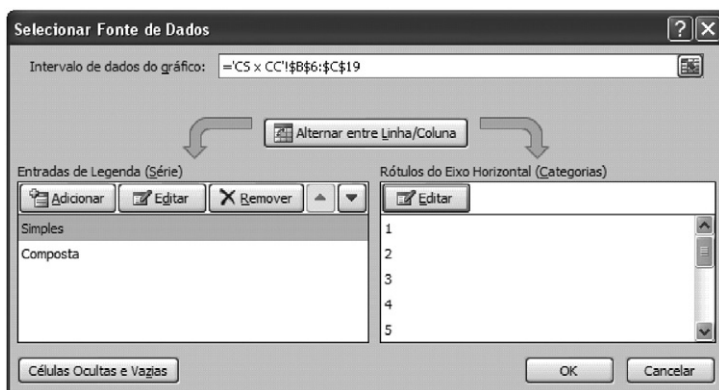 Selecionar Fonte de Dados
Intervalo de dados do gráfico: ='CS x CC'!$B$6:$C$19
Alternar entre Linha/Coluna
Entradas de Legenda (Série)
Adicionar Editar Remover
Simples
Composta
Rótulos do Eixo Horizontal (Categorias)
Editar
1
2
3
4
5
Células Ocultas e Vazias
OK Cancelar